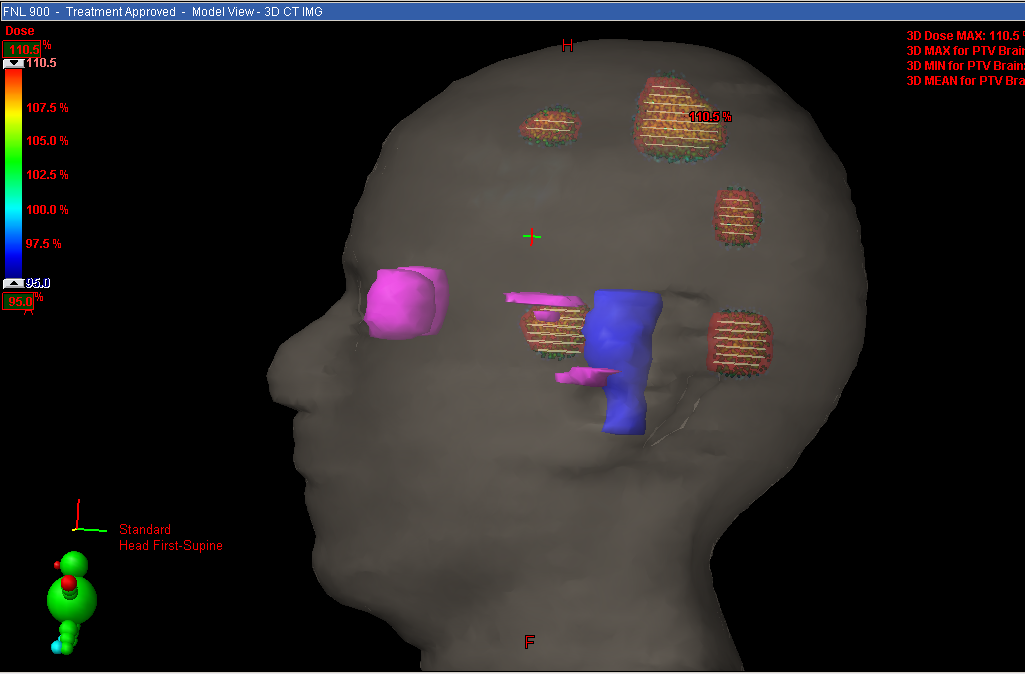 FNL 900 - Treatment Approved - Model View - 3D CT IMG
Dose
110.5 %
110.5
107.5 %
105.0 %
102.5 %
100.0 %
97.5 %
95.0
95.0 %
H
3D Dose MAX: 110.5
3D MAX for PTV Brain
3D MIN for PTV Brain
3D MEAN for PTV Bra
110.5 %
Standard
Head First-Supine
F